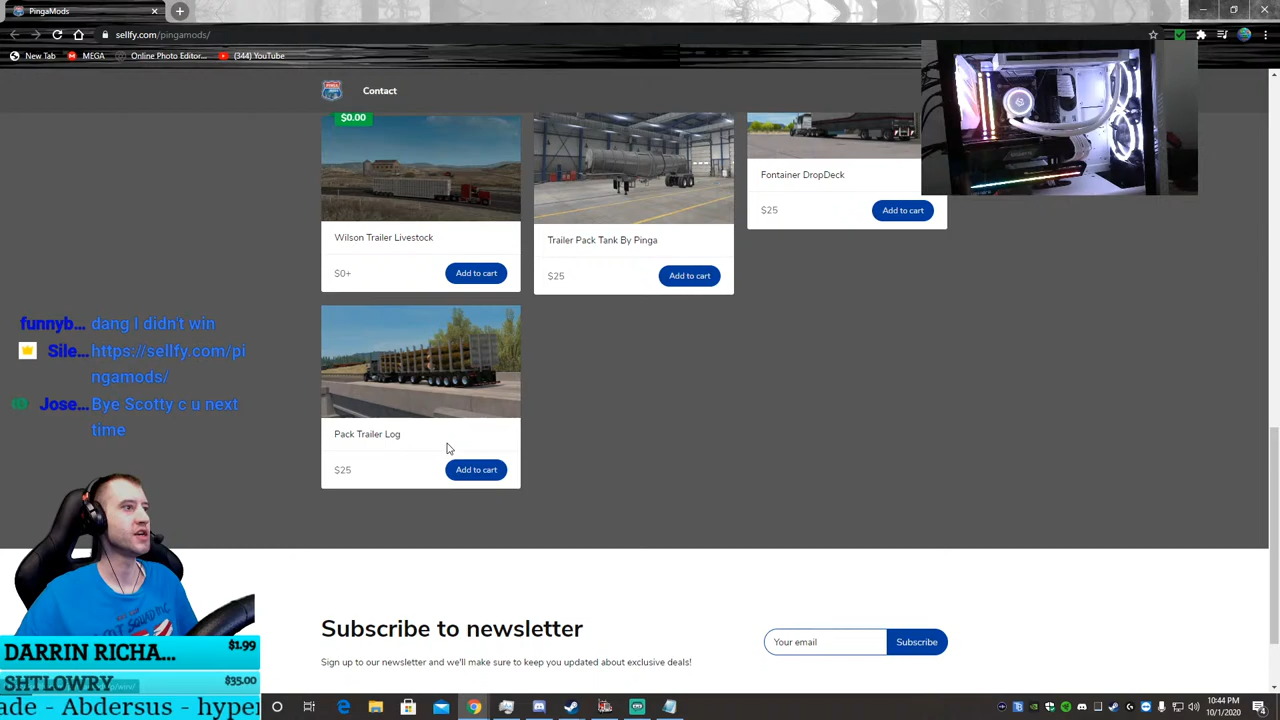 PingaMods
sellfy.com/pingamods/
New Tab
MEGA
Online Photo Editor...
(344) YouTube
Contact
$0.00
Wilson Trailer Livestock
$0+
Add to cart
Trailer Pack Tank By Pinga
$25
Add to cart
Fontainer DropDeck
$25
Add to cart
Pack Trailer Log
$25
Add to cart
funnyb... dang I didn't win
Sile... https://sellfy.com/pi
ngamods/
Jose... Bye Scotty c u next
time
Subscribe to newsletter
Sign up to our newsletter and we'll make sure to keep you updated about exclusive deals!
Your email
Subscribe
DARRIN RICHA... $1.99
SHTLOWRY $35.00
ade - Abdersus - hyper
10:44 PM
10/1/2020